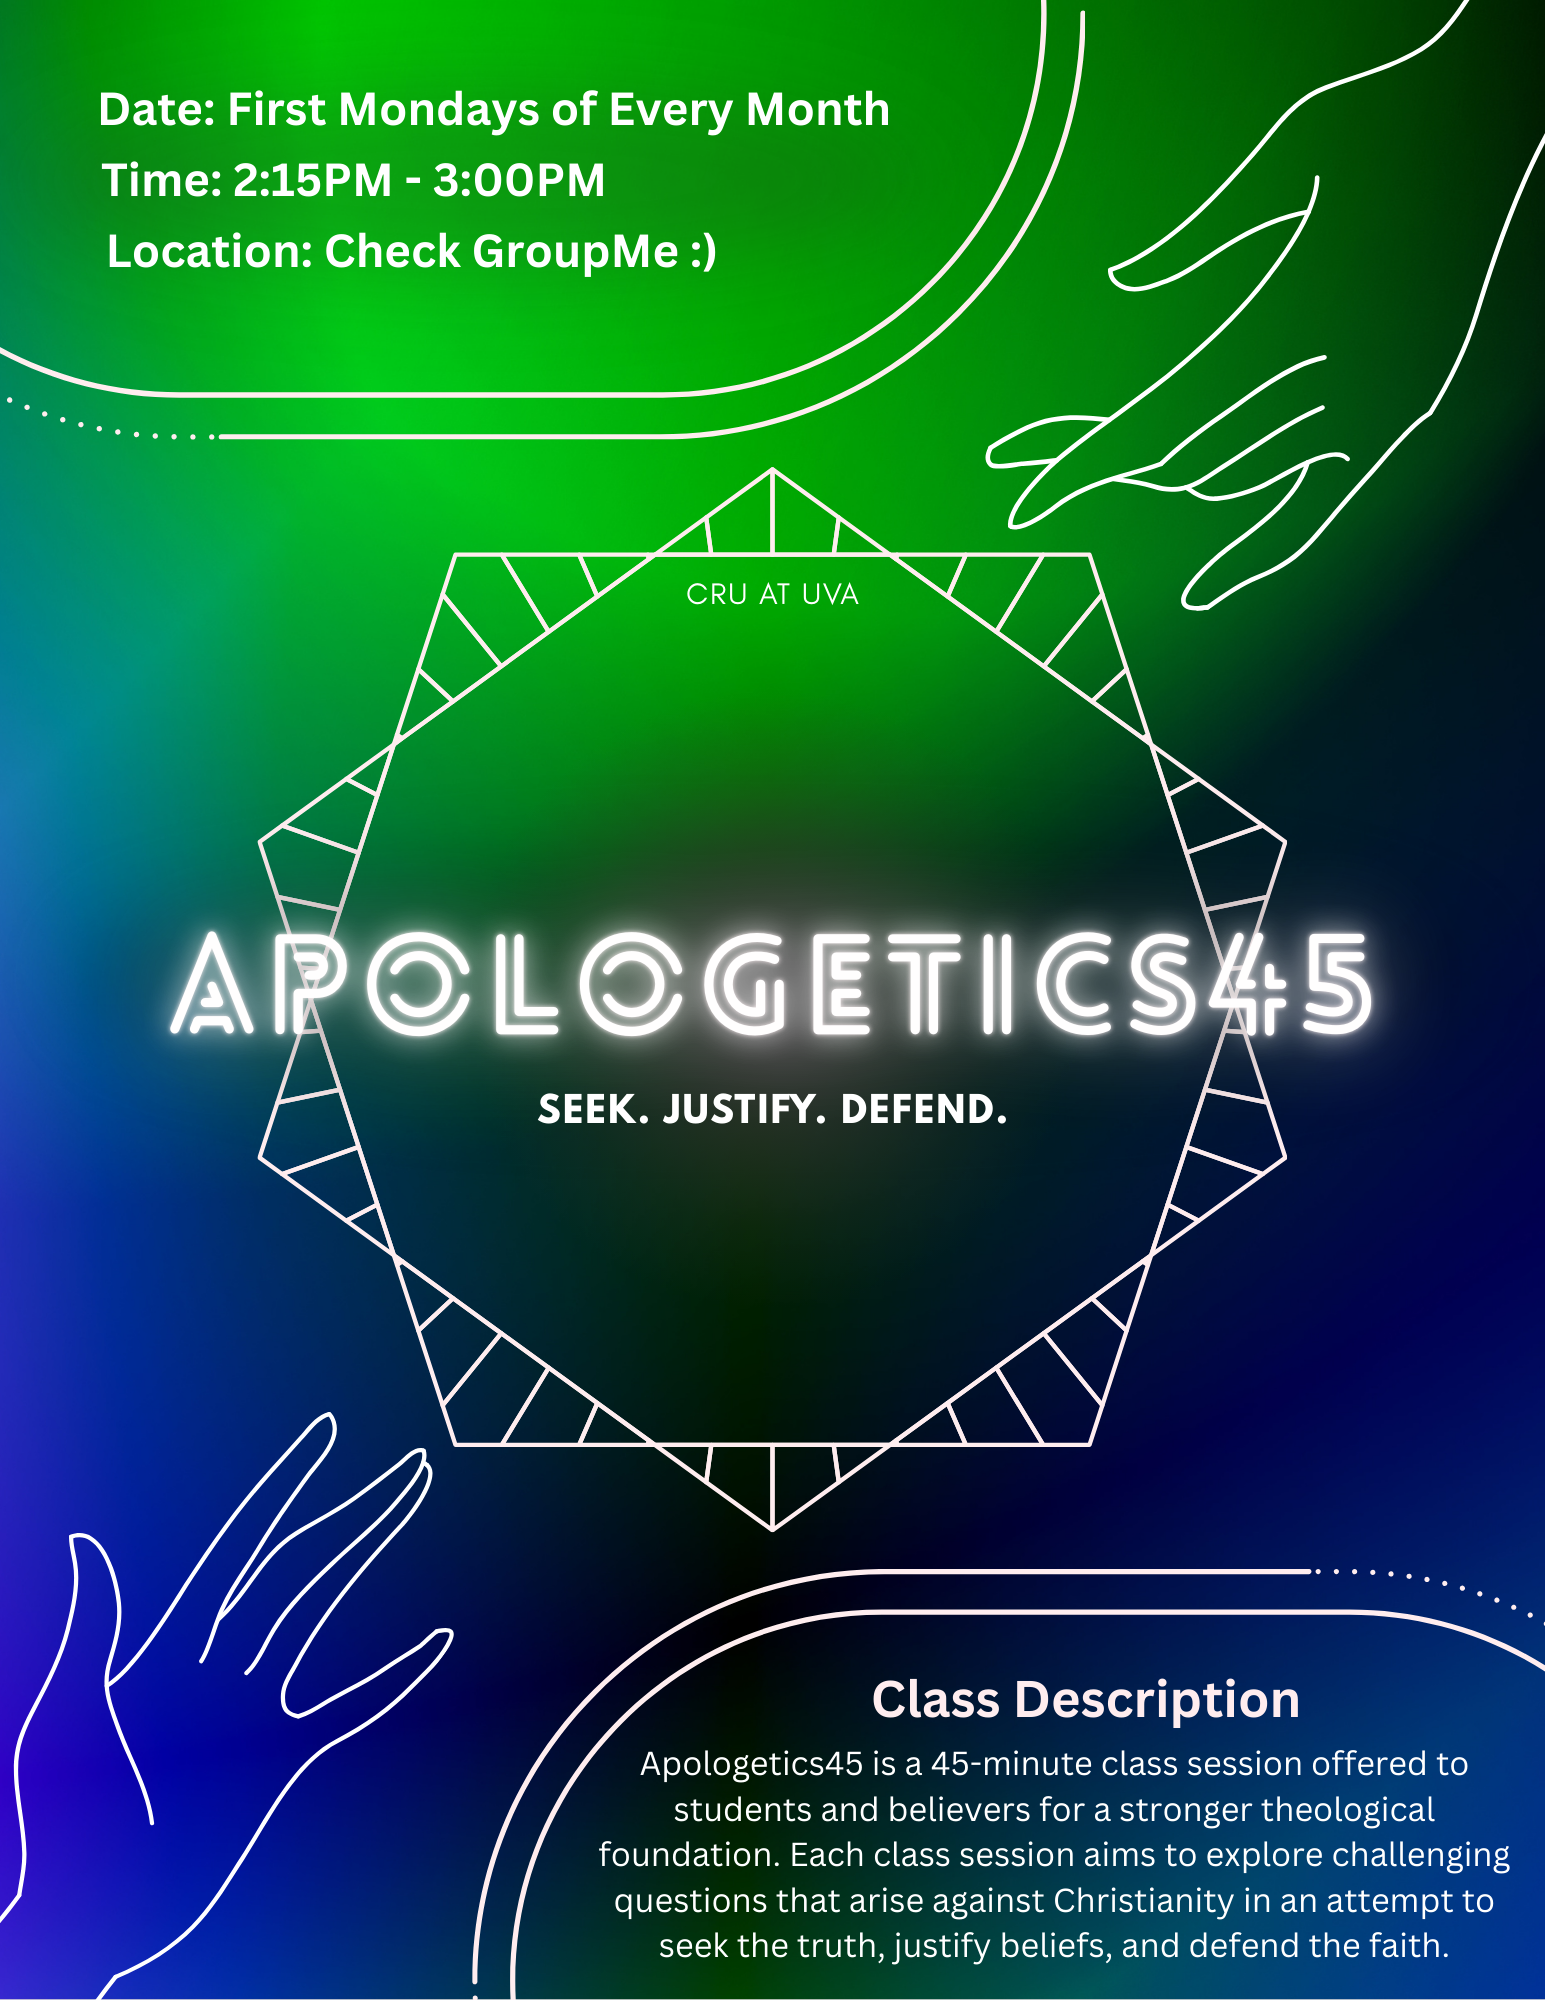 Date: First Mondays of Every Month
Time: 2:15PM - 3:00PM
Location: Check GroupMe :)
CRU AT UVA
APOLOGETICS45
SEEK. JUSTIFY. DEFEND.
Class Description
Apologetics45 is a 45-minute class session offered to
students and believers for a stronger theological
foundation. Each class session aims to explore challenging
questions that arise against Christianity in an attempt to
seek the truth, justify beliefs, and defend the faith.